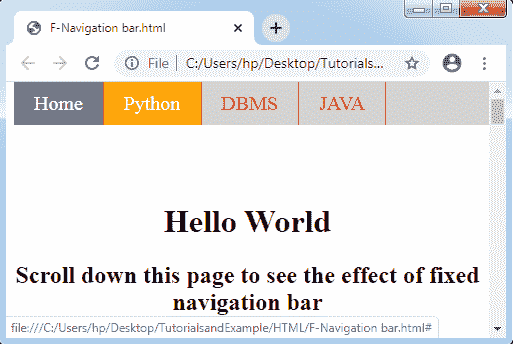 F-Navigation bar.html
File C:/Users/hp/Desktop/Tutorials...
Home Python DBMS JAVA
Hello World
Scroll down this page to see the effect of fixed
navigation bar
file:///C:/Users/hp/Desktop/TutorialsandExample/HTML/F-Navigation bar.html#